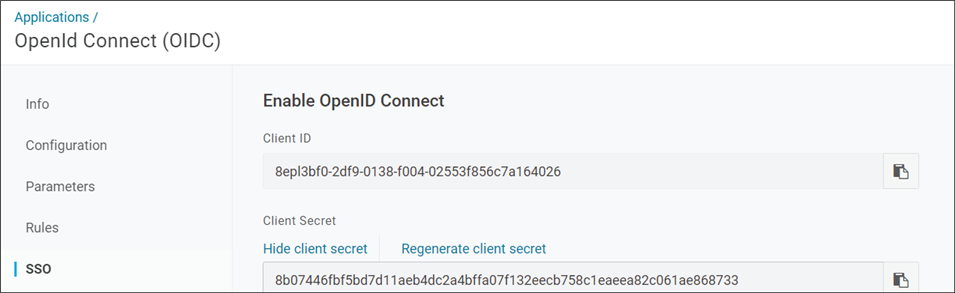 Applications /
OpenId Connect (OIDC)
Info
Configuration
Parameters
Rules
SSO
Enable OpenID Connect
Client ID
8epl3bf0-2df9-0138-f004-02553f856c7a164026
Client Secret
Hide client secret Regenerate client secret
8b07446fbf5bd7d11aeb4dc2a4bffa07f132eecb758c1eaeea82c061ae868733